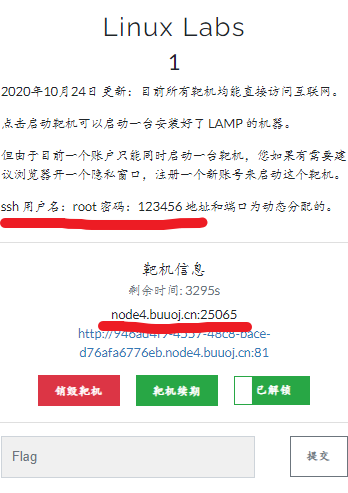 Linux Labs
1
2020年10月24日 更新：目前所有靶机均能直接访问互联网。
点击启动靶机可以启动一台安装好了 LAMP 的机器。
但由于目前一个账户只能同时启动一台靶机，您如果有需要建
议浏览器开一个隐私窗口，注册一个新账号来启动这个靶机。
ssh 用户名：root 密码：123456 地址和端口为动态分配的。
靶机信息
剩余时间: 3295s
node4.buuoj.cn:25065
d76afa6776eb.node4.buuoj.cn:81
销毁靶机
靶机续期
已解锁
Flag
提交